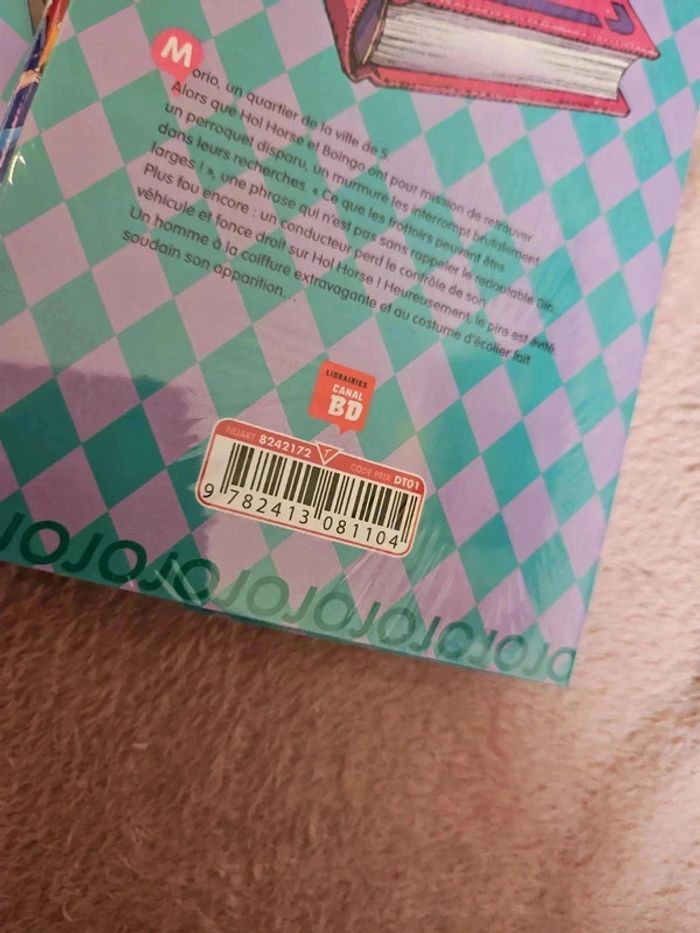 Morio, un quartier de la ville de S.
Alors que Hol Horse et Boingo ont pour mission de retrouver
un perroquet disparu, un murmure les interrompt brutalement
dans leurs recherches. « Ce que les trottoirs peuvent être
larges ! », une phrase qui n'est pas sans rappeler le redoutable Dio.
Plus fou encore : un conducteur perd le contrôle de son
véhicule et fonce droit sur Hol Horse ! Heureusement, le pire est évité.
Un homme à la coiffure extravagante et au costume d'écolier fait
soudain son apparition...
LIBRAIRIES
CANAL
BD
NUART 8242172 T CODE PRIX DT01
9 782413 081104
JOJOJOJOJOJOJOJOJO